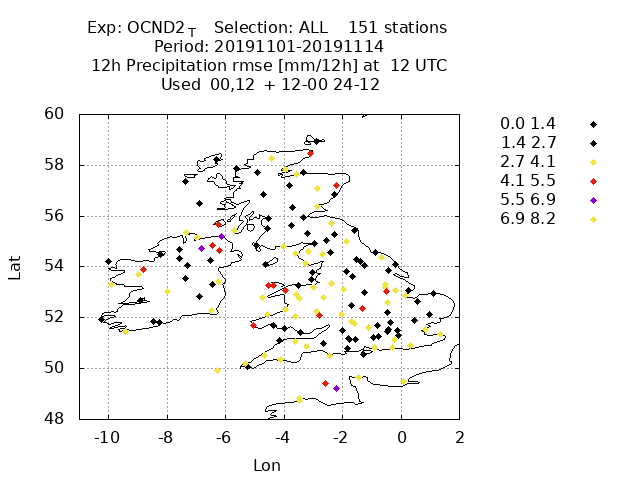 Exp: OCND2_T Selection: ALL 151 stations
Period: 20191101-20191114
12h Precipitation rmse [mm/12h] at 12 UTC
Used 00,12 + 12-00 24-12
60
58
56
54
52
50
48
Lat
-10 -8 -6 -4 -2 0 2
Lon
0.0 1.4
1.4 2.7
2.7 4.1
4.1 5.5
5.5 6.9
6.9 8.2